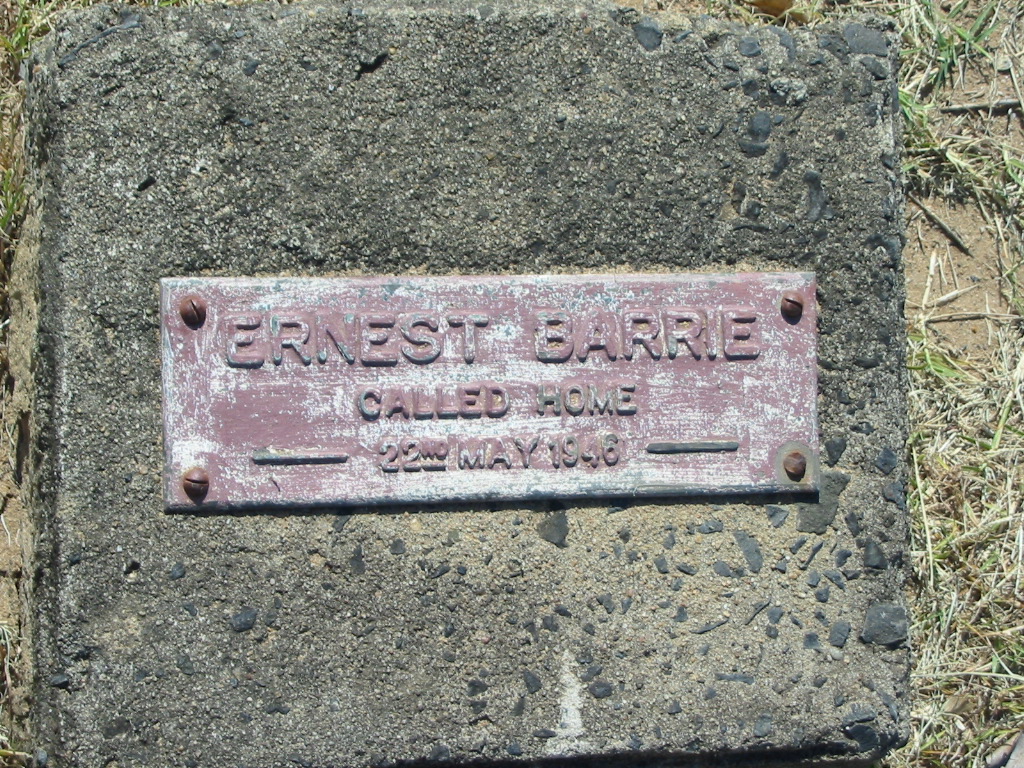 ERNEST BARRIE
CALLED HOME
22ND MAY 1946